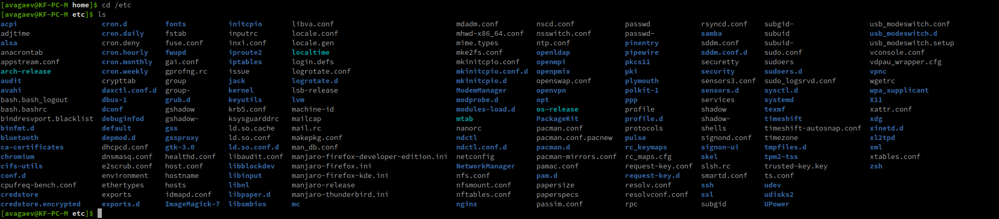 [avagaev@KF-PC-M home]$ cd /etc
[avagaev@KF-PC-M etc]$ ls
acpi cron.d fonts initcpio libva.conf mdadm.conf nscd.conf passwd rsyncd.conf subgid- usb_modeswitch.conf
adjtime cron.daily fstab inputrc locale.conf mhwd-x86_64.conf nsswitch.conf passwd- samba subuid usb_modeswitch.d
alsa cron.deny fuse.conf inxi.conf locale.gen mime.types ntp.conf pinentry sddm.conf subuid- usb_modeswitch.setup
anacrontab cron.hourly fwupd iproute2 localtime mke2fs.conf openldap pipewire sddm.conf.d sudo.conf vconsole.conf
appstream.conf cron.monthly gai.conf iptables login.defs mkinitcpio.conf openmpi pkcs11 securetty sudoers vdpau_wrapper.cfg
arch-release cron.weekly gprofng.rc issue logrotate.conf mkinitcpio.conf.d openpmix pki security sudoers.d vpnc
audit crypttab group jack logrotate.d mkinitcpio.d openswap.conf plymouth sensors3.conf sudo_logsrvd.conf wgetrc
avahi daxctl.conf.d group- kernel lsb-release ModemManager openvpn polkit-1 sensors.d sysctl.d wpa_supplicant
bash.bash_logout dbus-1 grub.d keyutils lvm modprobe.d opt ppp services systemd X11
bash.bashrc dconf gshadow krb5.conf machine-id modules-load.d os-release profile shadow texmf xattr.conf
bindresvport.blacklist debuginfod gshadow- ksysguarddrc mailcap mtab PackageKit profile.d shadow- timeshift xdg
binfmt.d default gss ld.so.cache mail.rc nanorc pacman.conf protocols shells timeshift-autosnap.conf xinetd.d
bluetooth depmod.d gssproxy ld.so.conf makepkg.conf ndctl pacman.conf.pacnew pulse signond.conf timezone xl2tpd
ca-certificates dhcpcd.conf gtk-3.0 ld.so.conf.d man_db.conf ndctl.conf.d pacman.d rc_keymaps signon-ui tmpfiles.d xml
chromium dnsmasq.conf healthd.conf libaudit.conf manjaro-firefox-developer-edition.ini netconfig pacman-mirrors.conf rc_maps.cfg skel tpm2-tss xtables.conf
cifs-utils e2scrub.conf host.conf libblockdev manjaro-firefox.ini NetworkManager pamac.conf request-key.conf slsh.rc trusted-key.key zsh
conf.d environment hostname libinput manjaro-firefox-kde.ini nfs.conf pam.d request-key.d smartd.conf ts.conf
cpufreq-bench.conf ethertypes hosts libnl manjaro-release nfsmount.conf papersize resolv.conf ssh udev
credstore exports idmapd.conf libpaper.d manjaro-thunderbird.ini nftables.conf paperspecs resolvconf.conf ssl udisks2
credstore.encrypted exports.d ImageMagick-7 libsmbios mc nginx passim.conf rpc subgid UPower
[avagaev@KF-PC-M etc]$